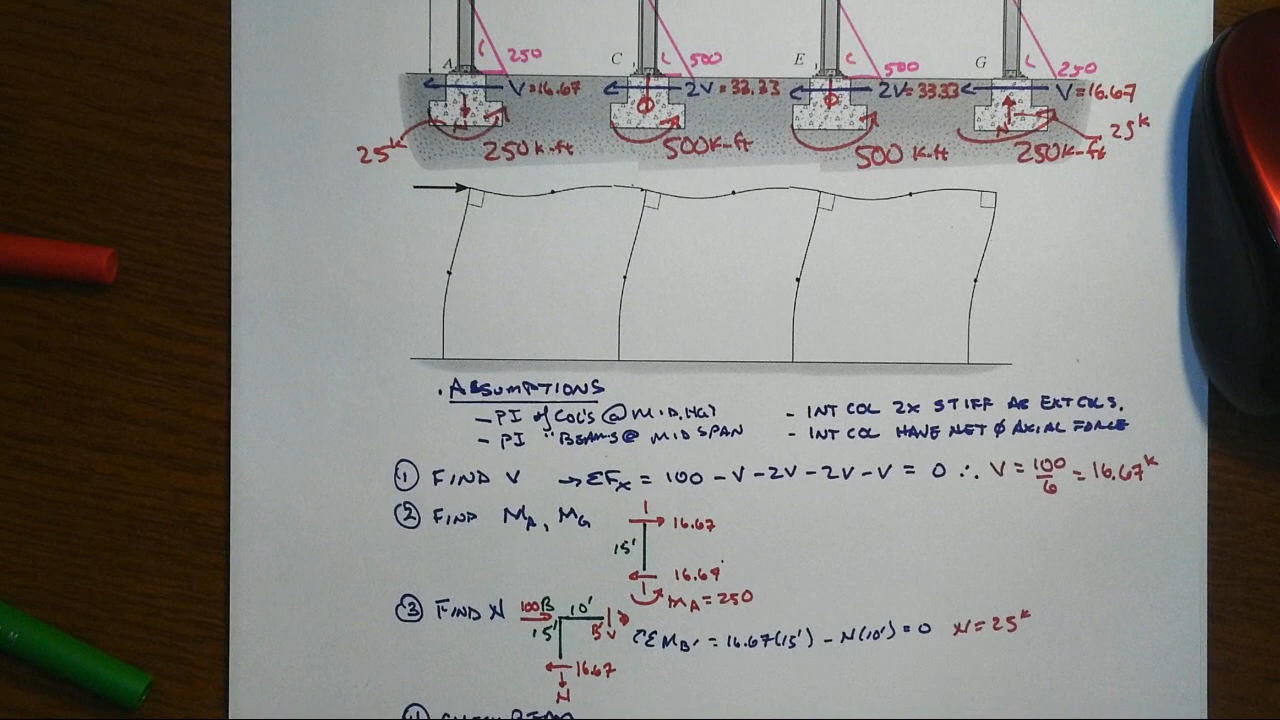 250 500 500 250
A C E G
V=16.67 2V=33.33 2V=33.33 V=16.67
N Φ Φ N
25ᵏ 250 k-ft 500k-ft 500 k-ft 250k-ft 25ᵏ
. ASSUMPTIONS
- PI of COL'S @ MID. HGT - INT COL 2X STIFF AS EXT COLS.
- PI " BEAMS @ MID SPAN - INT COL HAVE NET Φ AXIAL FORCE
① FIND V → ΣFx = 100 - V - 2V - 2V - V = 0 ∴ V = 100/6 = 16.67ᵏ
② FIND MA, MG 16.67
15'
16.67
MA = 250
③ FIND N 100 B 10'
15' B' V ΣMB' = 16.67(15') - N(10') = 0 N = 25ᵏ
16.67
N